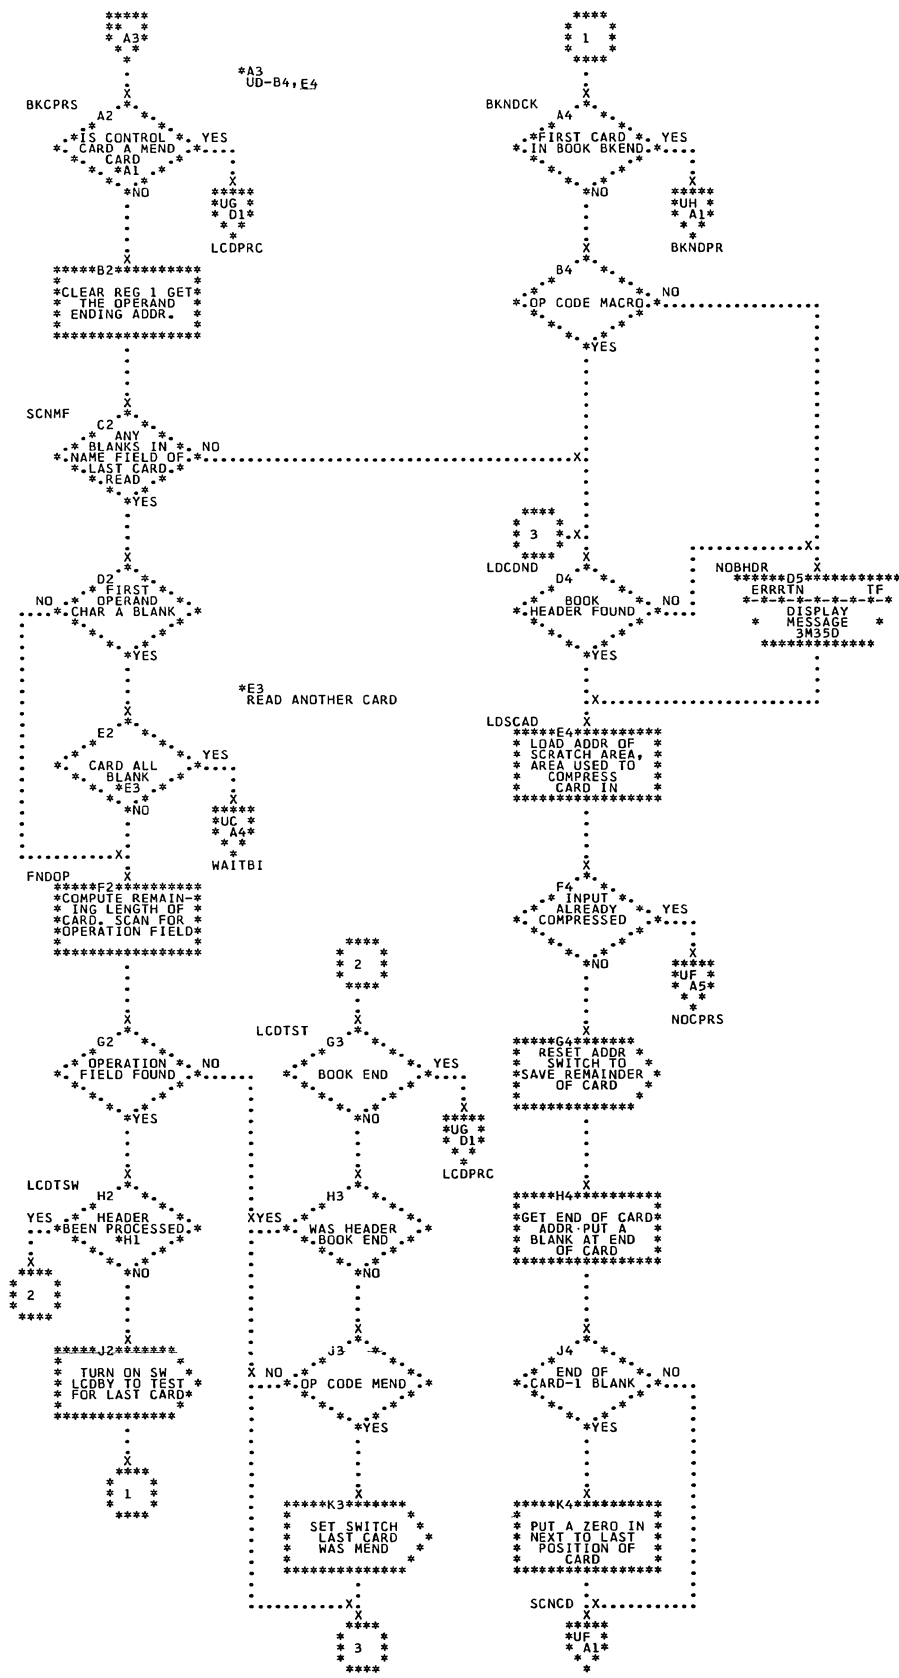 A3
*A3
UD-B4, E4
BKCPRS
A2
IS CONTROL
CARD A MEND
CARD
*A1
YES
NO
UG
D1
LCDPRC
B2
CLEAR REG 1 GET
THE OPERAND
ENDING ADDR.
SCNMF
C2
ANY
BLANKS IN
NAME FIELD OF
LAST CARD
READ
NO
YES
D2
FIRST
OPERAND
CHAR A BLANK
NO
YES
*E3
READ ANOTHER CARD
E2
CARD ALL
BLANK
*E3
YES
NO
UC
A4
WAITBI
FNDOP
F2
COMPUTE REMAIN-
ING LENGTH OF
CARD. SCAN FOR
OPERATION FIELD
G2
OPERATION
FIELD FOUND
NO
YES
LCDTSW
H2
HEADER
BEEN PROCESSED
*H1
YES
NO
2
J2
TURN ON SW
LCDBY TO TEST
FOR LAST CARD
1
2
LCDTST
G3
BOOK END
YES
NO
UG
D1
LCDPRC
H3
WAS HEADER
BOOK END
YES
NO
J3
OP CODE MEND
NO
YES
K3
SET SWITCH
LAST CARD
WAS MEND
3
1
BKNDCK
A4
FIRST CARD
IN BOOK BKEND
YES
NO
UH
A1
BKNDPR
B4
OP CODE MACRO
NO
YES
3
LDCDND
D4
BOOK
HEADER FOUND
NO
YES
NOBHDR
D5
ERRRTN TF
DISPLAY
MESSAGE
3M35D
LDSCAD
E4
LOAD ADDR OF
SCRATCH AREA,
AREA USED TO
COMPRESS
CARD IN
F4
INPUT
ALREADY
COMPRESSED
YES
NO
UF
A5
NOCPRS
G4
RESET ADDR
SWITCH TO
SAVE REMAINDER
OF CARD
H4
GET END OF CARD
ADDR PUT A
BLANK AT END
OF CARD
J4
END OF
CARD-1 BLANK
NO
YES
K4
PUT A ZERO IN
NEXT TO LAST
POSITION OF
CARD
SCNCD
UF
A1